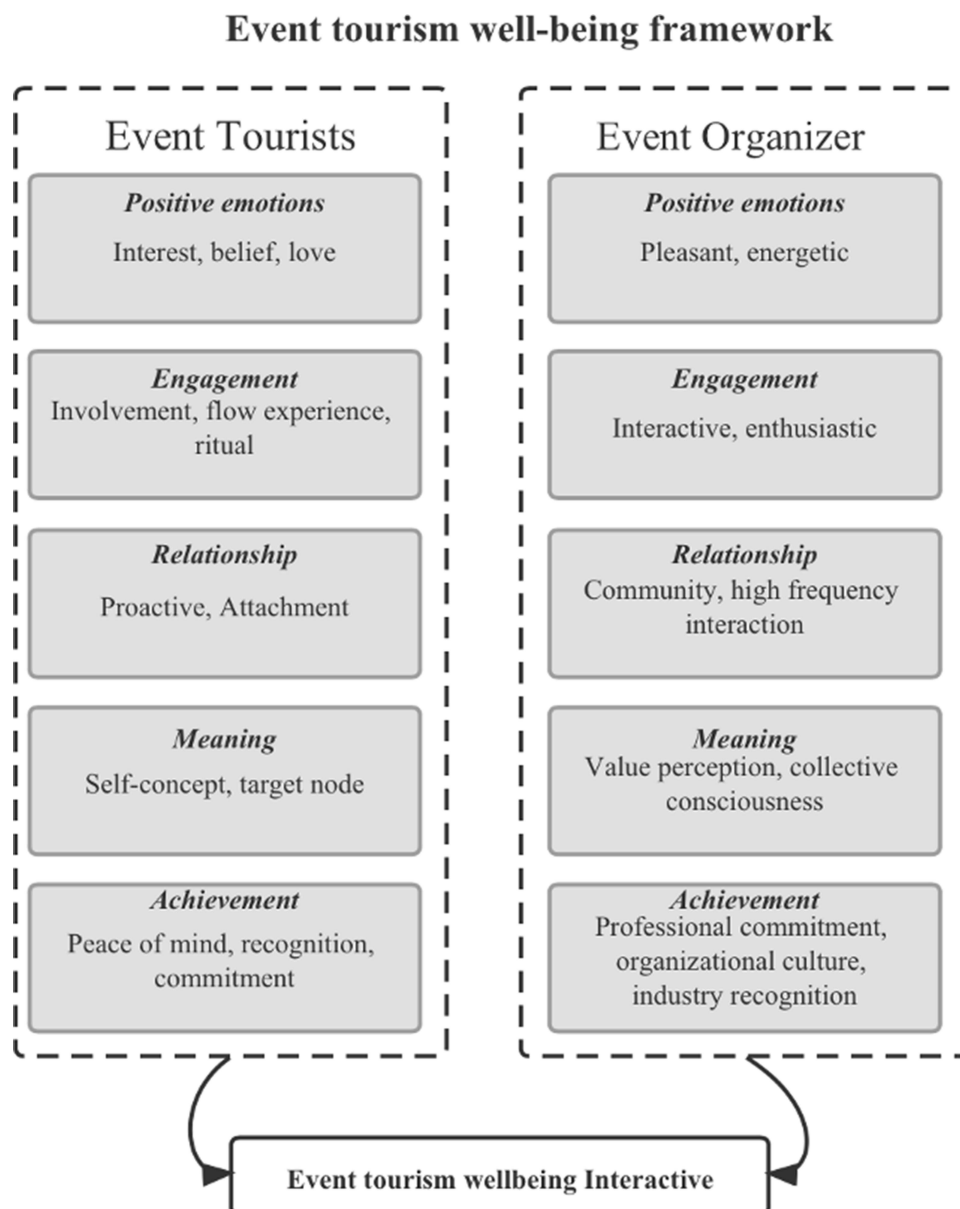 Event tourism well-being framework
Event Tourists
Positive emotions
Interest, belief, love
Engagement
Involvement, flow experience,
ritual
Relationship
Proactive, Attachment
Meaning
Self-concept, target node
Achievement
Peace of mind, recognition,
commitment
Event Organizer
Positive emotions
Pleasant, energetic
Engagement
Interactive, enthusiastic
Relationship
Community, high frequency
interaction
Meaning
Value perception, collective
consciousness
Achievement
Professional commitment,
organizational culture,
industry recognition
Event tourism wellbeing Interactive